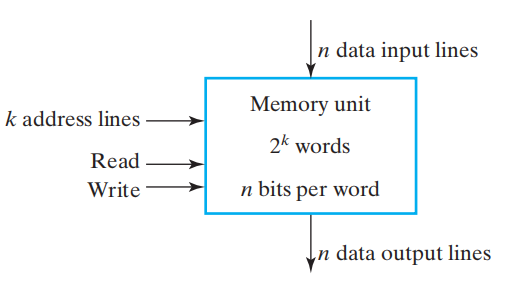 n data input lines
Memory unit
k address lines
2^k words
Read
Write
n bits per word
n data output lines